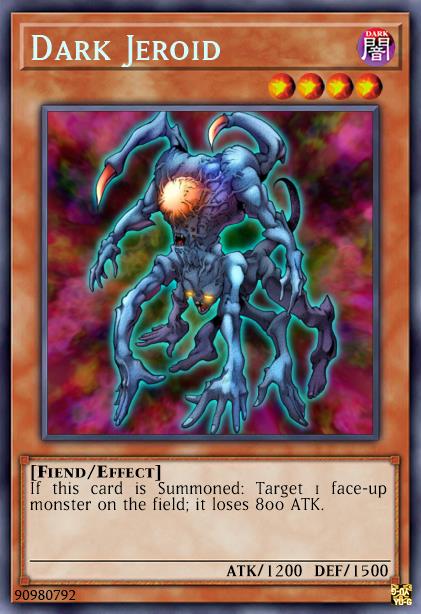 DARK JEROID
DARK
闇
[FIEND/EFFECT]
If this card is Summoned: Target 1 face-up
monster on the field; it loses 800 ATK.
ATK/1200 DEF/1500
90980792